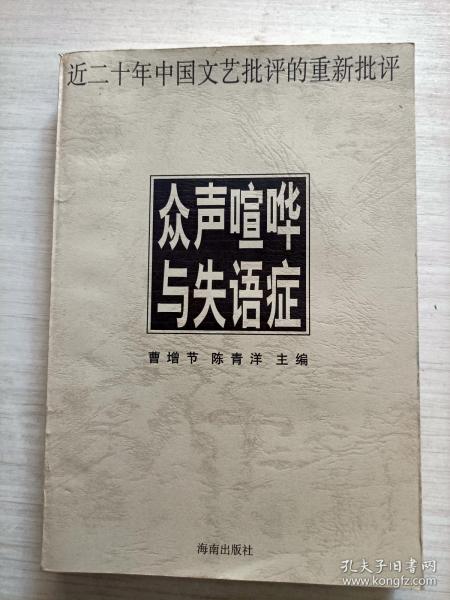 近二十年中国文艺批评的重新批评
众声喧哗
与失语症
曹增节 陈青洋 主编
海南出版社
孔夫子旧书网
www.kongfz.com